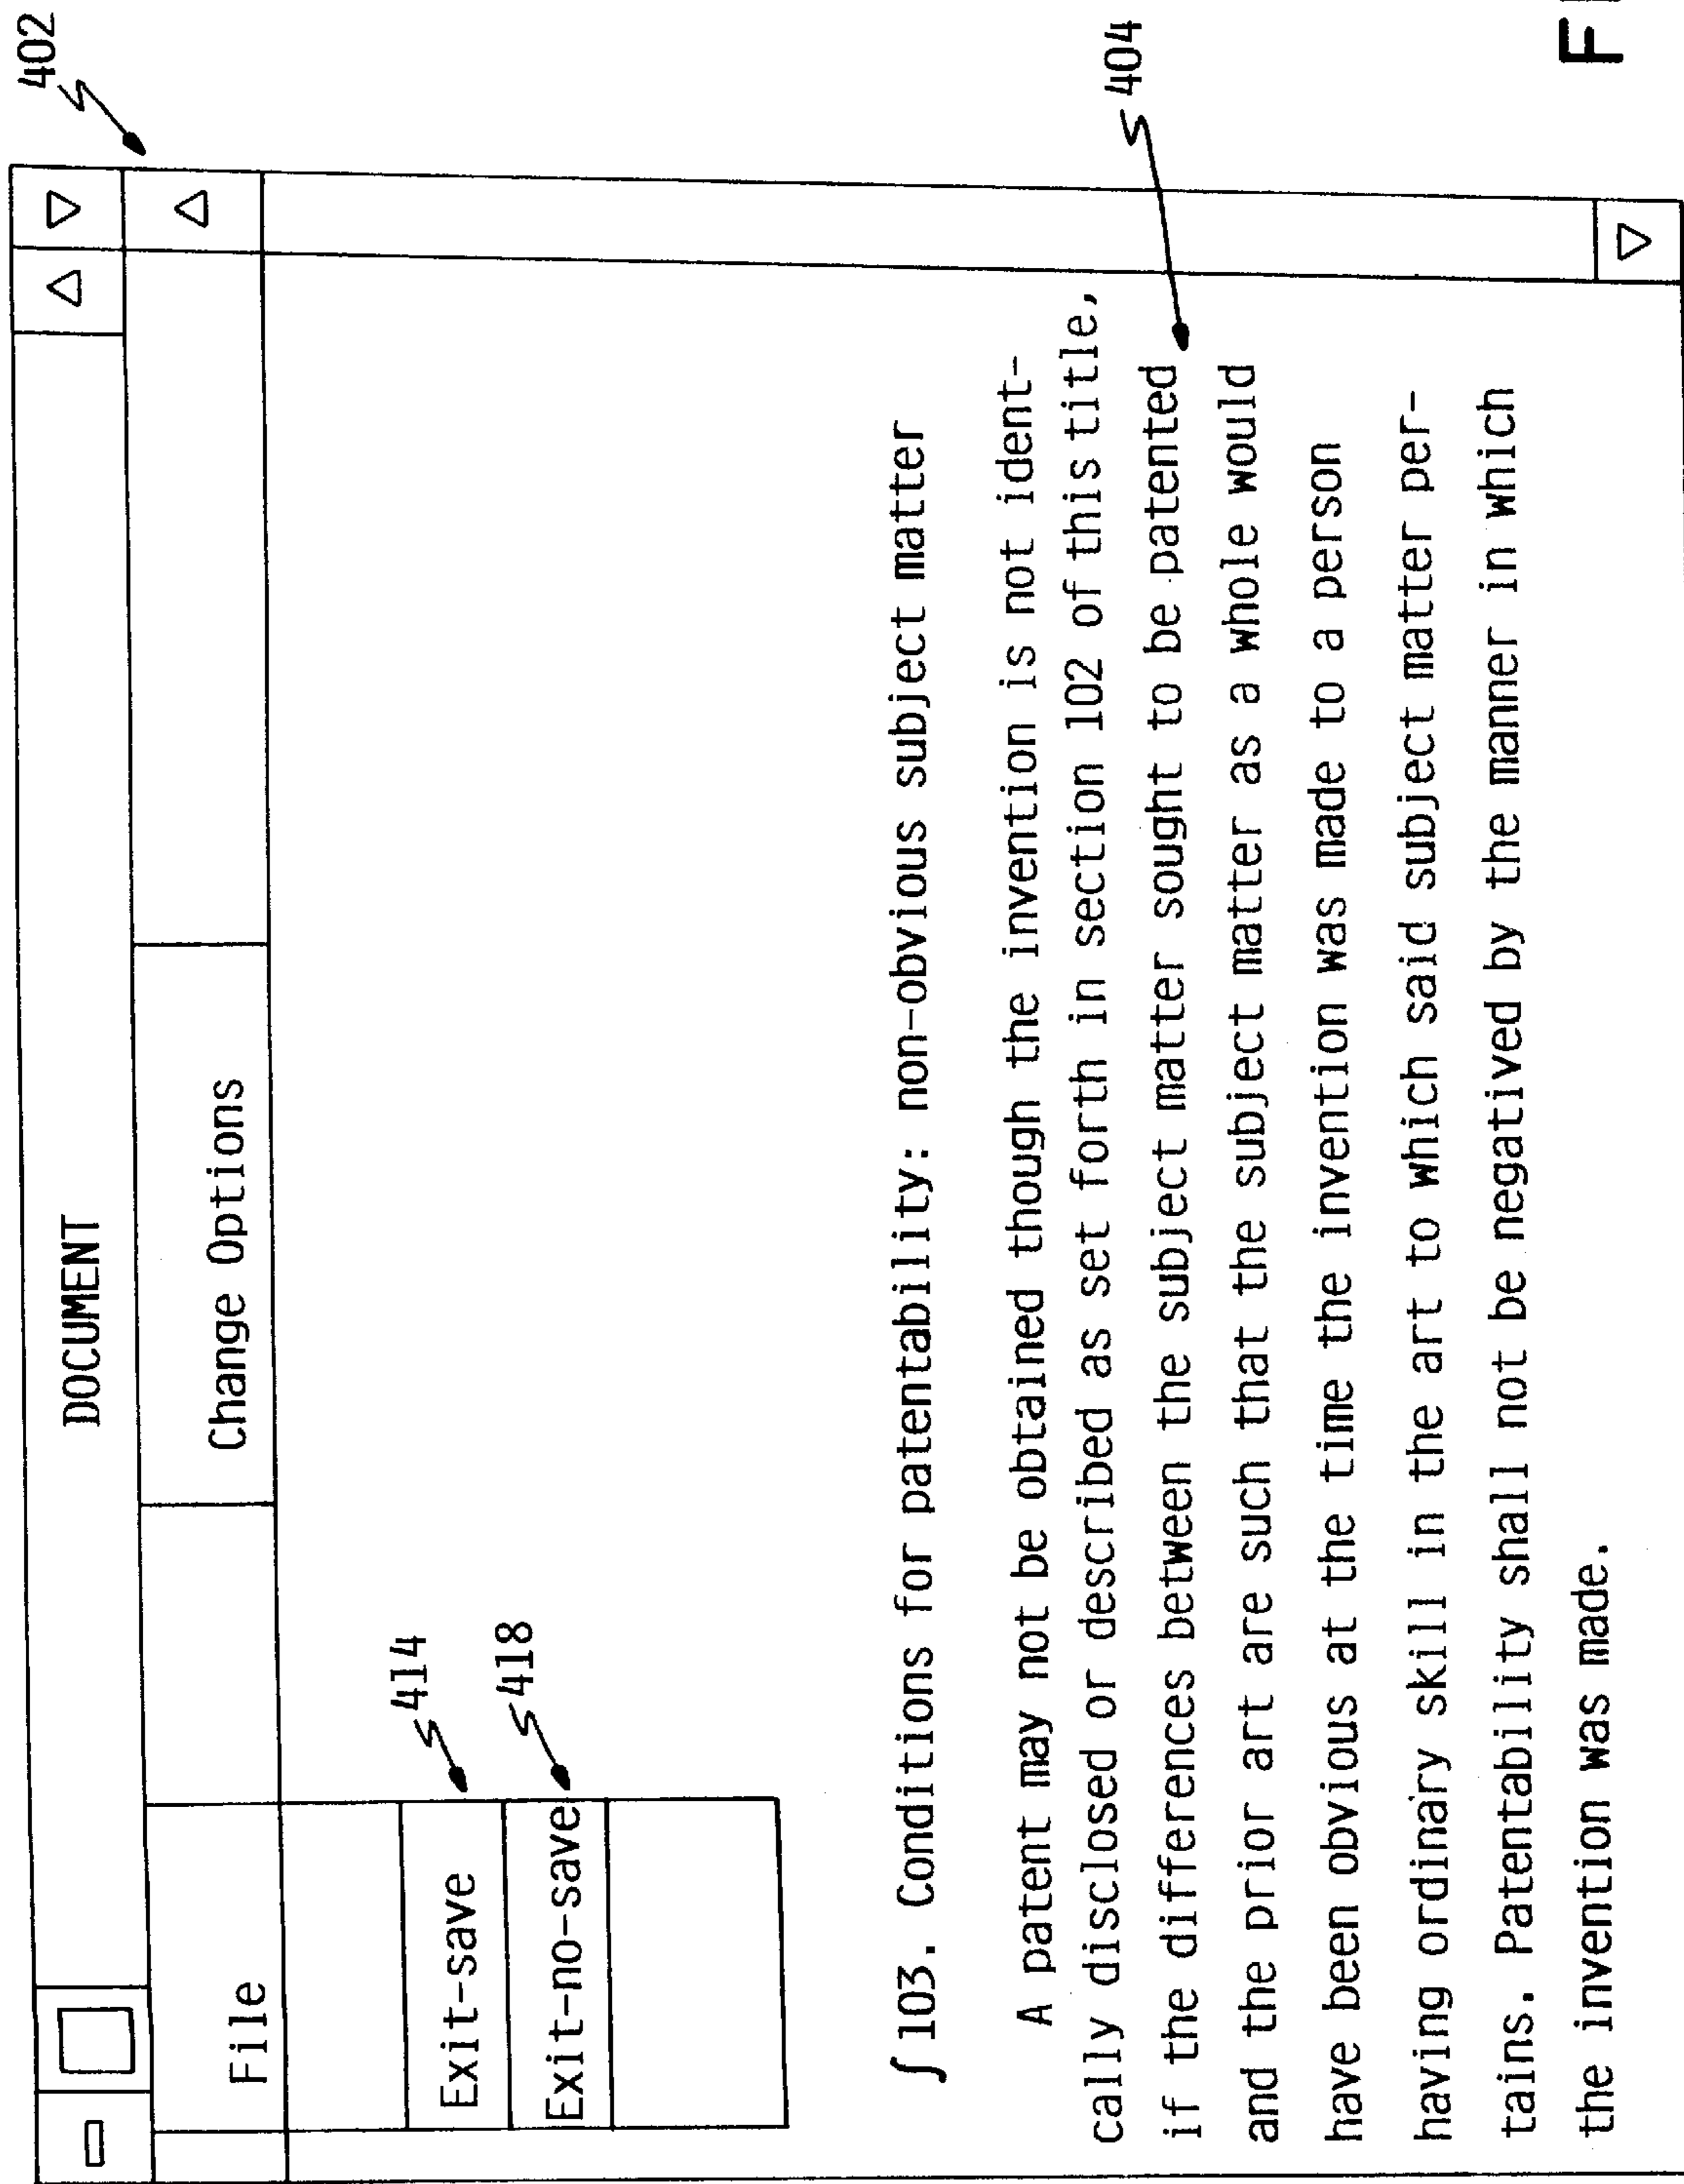 402
DOCUMENT
File
Change Options
Exit-save
414
Exit-no-save
418
∫ 103. Conditions for patentability: non-obvious subject matter
A patent may not be obtained though the invention is not ident-
cally disclosed or described as set forth in section 102 of this title,
if the differences between the subject matter sought to be patented
404
and the prior art are such that the subject matter as a whole would
have been obvious at the time the invention was made to a person
having ordinary skill in the art to which said subject matter per-
tains. Patentability shall not be negatived by the manner in which
the invention was made.